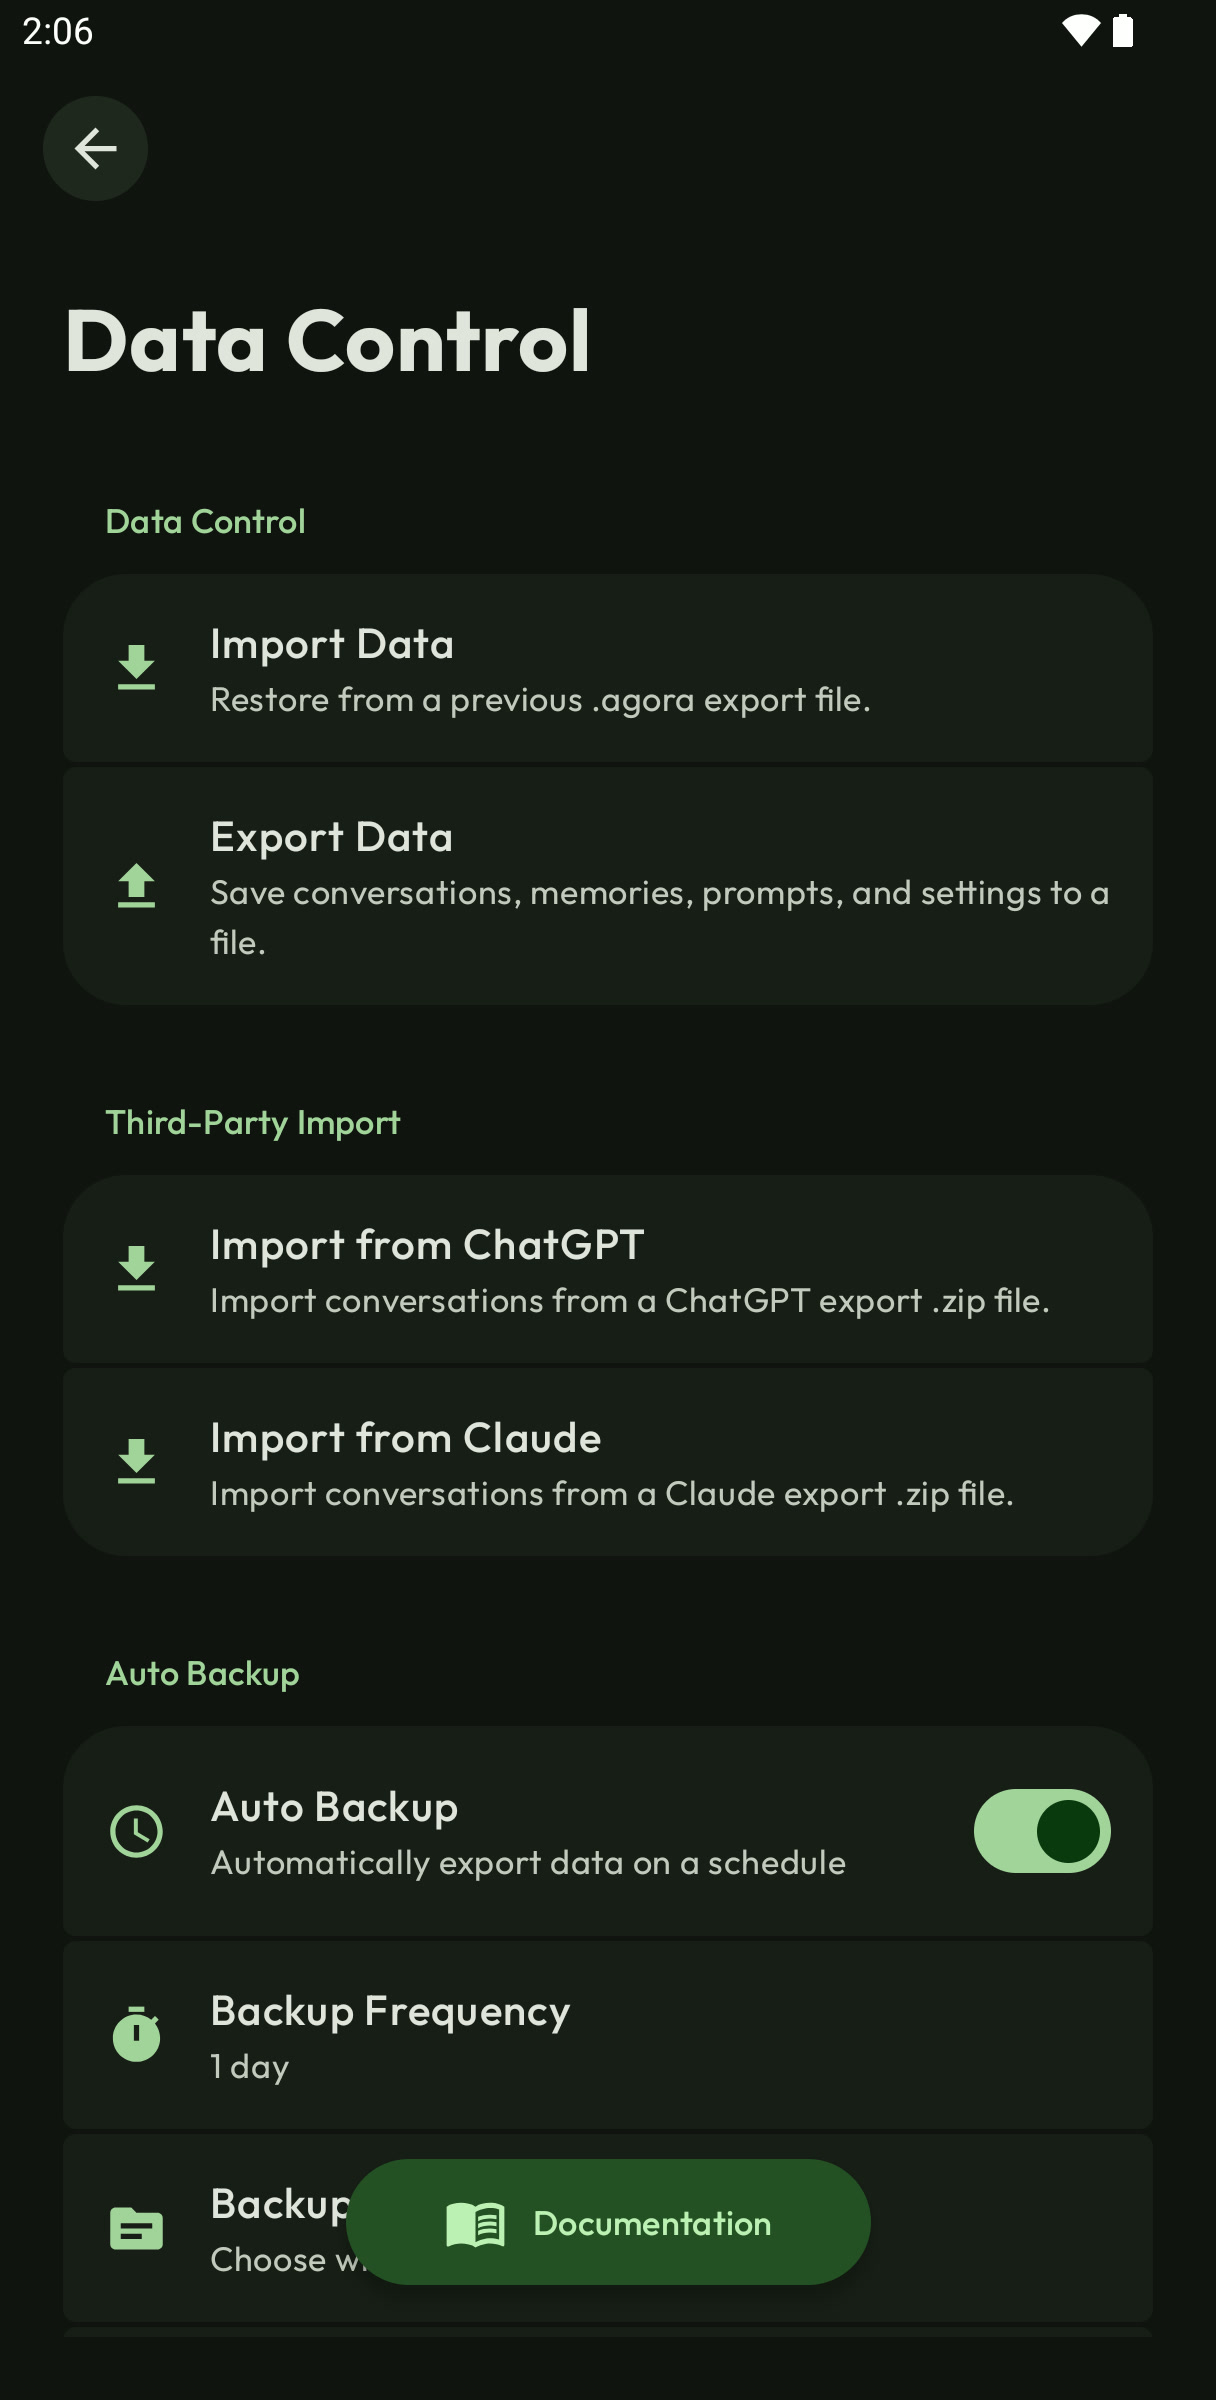 2:06
Data Control
Data Control
Import Data
Restore from a previous .agora export file.
Export Data
Save conversations, memories, prompts, and settings to a
file.
Third-Party Import
Import from ChatGPT
Import conversations from a ChatGPT export .zip file.
Import from Claude
Import conversations from a Claude export .zip file.
Auto Backup
Auto Backup
Automatically export data on a schedule
Backup Frequency
1 day
Backup
Choose
Documentation